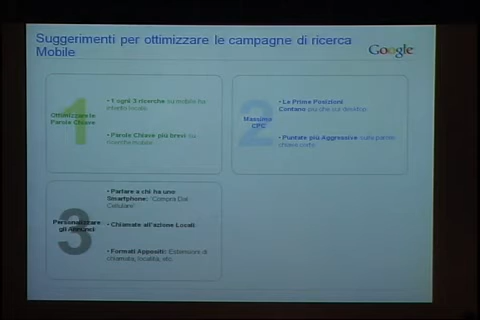 Suggerimenti per ottimizzare le campagne di ricerca
Mobile
Google
1
Ottimizzare le
Parole Chiave
• 1 ogni 3 ricerche su mobile ha
intento locale
• Parole Chiave più brevi su
ricerche mobile
2
Massimo
CPC
• Le Prime Posizioni
Contano più che sul desktop
• Puntate più Aggressive sulle parole
chiave corte
3
Personalizzare
gli Annunci
• Parlare a chi ha uno
Smartphone: 'Compra Dal
Cellulare'
• Chiamate all'azione Locali
• Formati Appositi: Estensioni di
chiamata, località, etc.